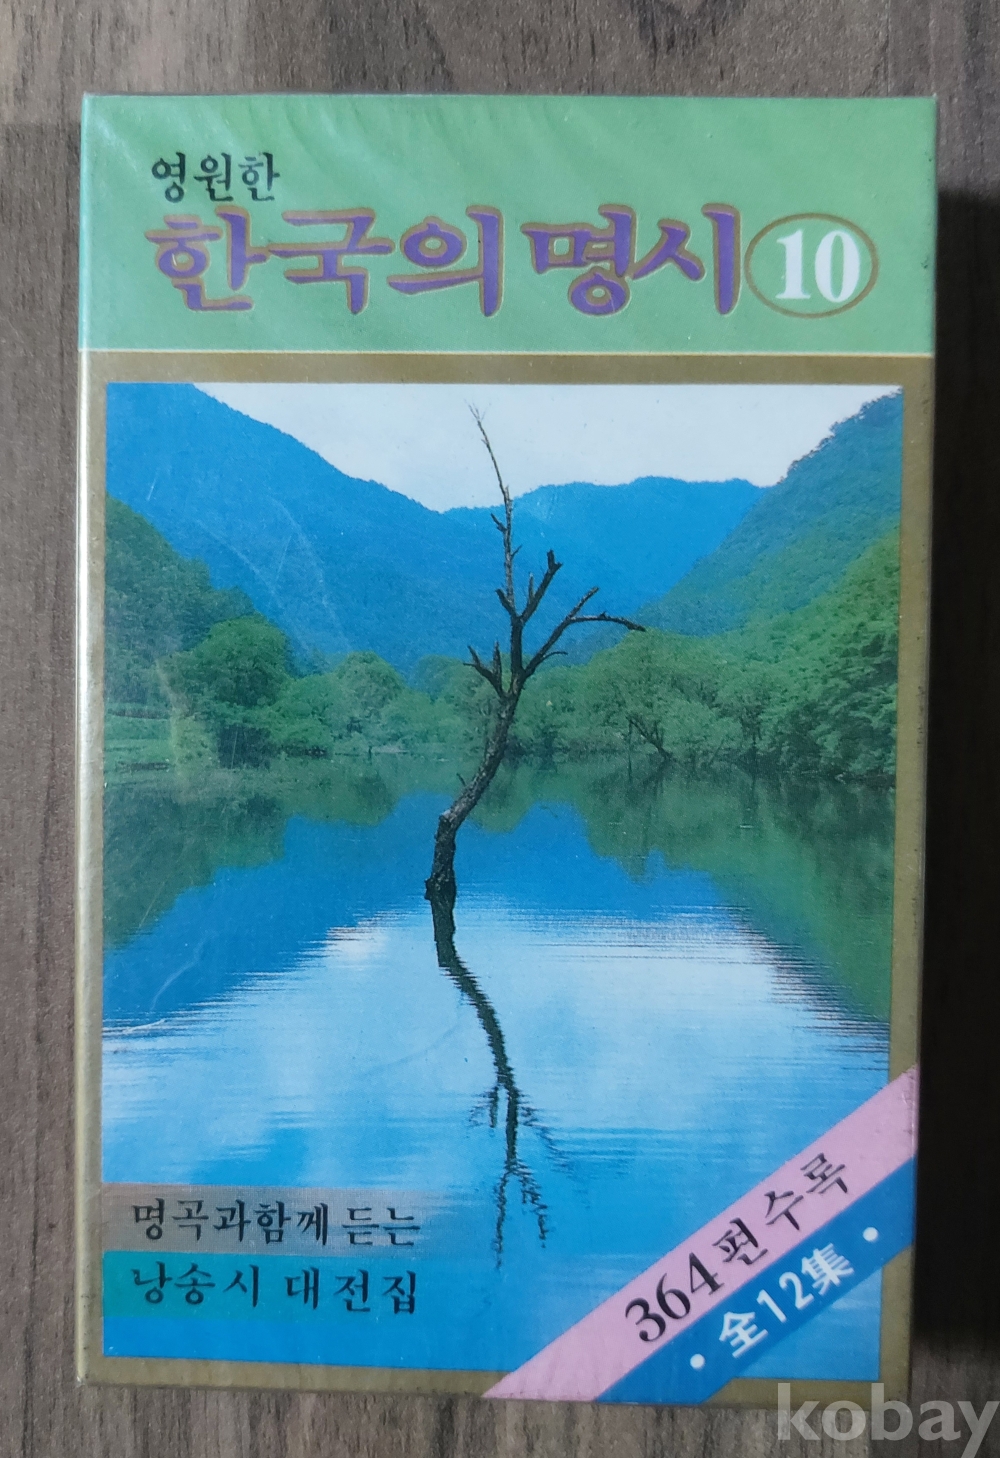 영원한
한국의 명시 10
명곡과 함께 듣는
낭송시 대전집
364편 수록
• 全12集 •
kobay